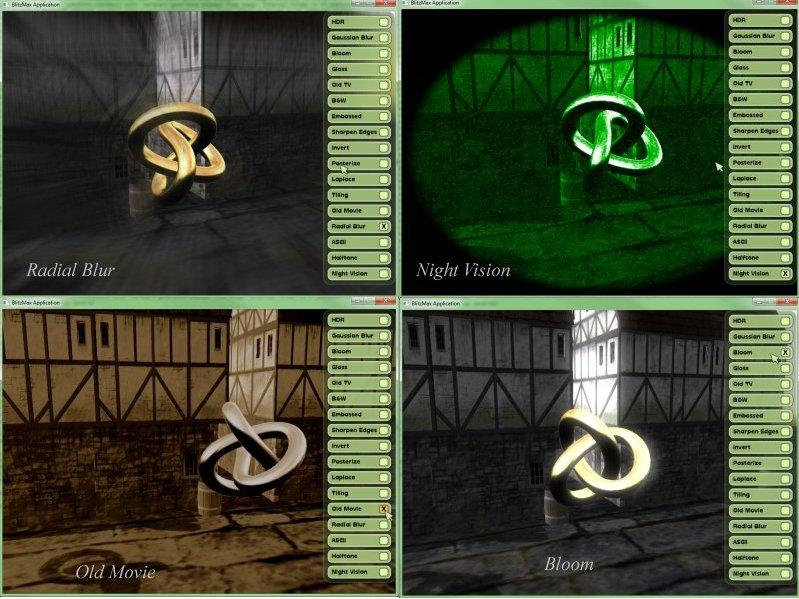 BlitzMax Application
HDR
Gaussian Blur
Bloom
Glass
Old TV
B&W
Embossed
Sharpen Edges
Invert
Posterize
Laplace
Tiling
Old Movie
Radial Blur X
ASCII
Halftone
Night Vision
Radial Blur
BlitzMax Application
HDR
Gaussian Blur
Bloom
Glass
Old TV
B&W
Embossed
Sharpen Edges
Invert
Posterize
Laplace
Tiling
Old Movie
Radial Blur
ASCII
Halftone
Night Vision X
Night Vision
BlitzMax Application
HDR
Gaussian Blur
Bloom
Glass
Old TV
B&W
Embossed
Sharpen Edges
Invert
Posterize
Laplace
Tiling
Old Movie X
Radial Blur
ASCII
Halftone
Night Vision
Old Movie
BlitzMax Application
HDR
Gaussian Blur
Bloom X
Glass
Old TV
B&W
Embossed
Sharpen Edges
Invert
Posterize
Laplace
Tiling
Old Movie
Radial Blur
ASCII
Halftone
Night Vision
Bloom